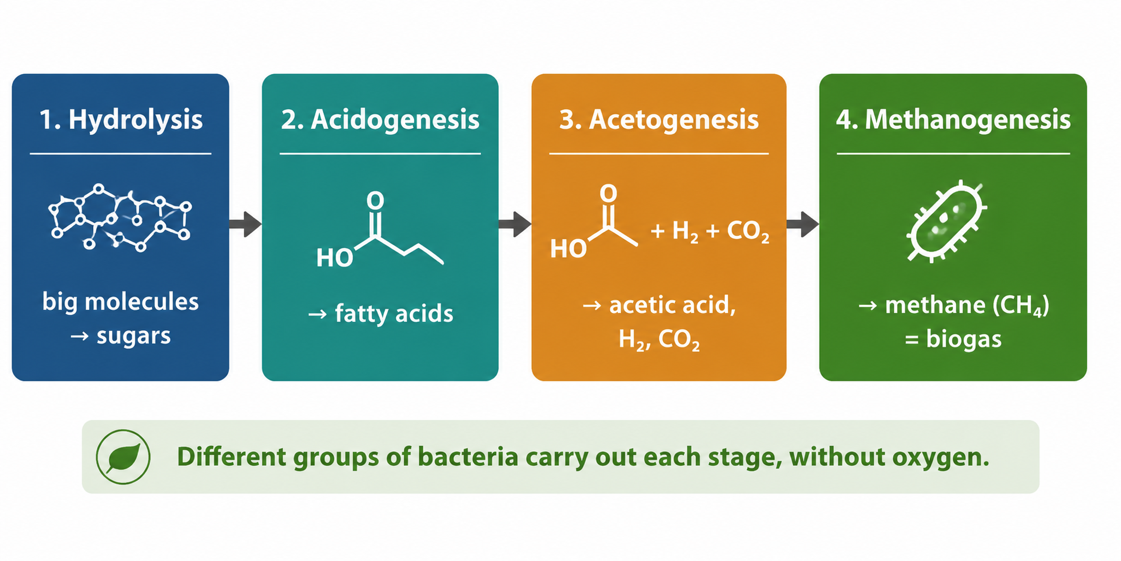 1. Hydrolysis
big molecules
→ sugars
2. Acidogenesis
O
HO
→ fatty acids
3. Acetogenesis
O
HO
+ H₂ + CO₂
→ acetic acid,
H₂, CO₂
4. Methanogenesis
→ methane (CH₄)
= biogas
Different groups of bacteria carry out each stage, without oxygen.